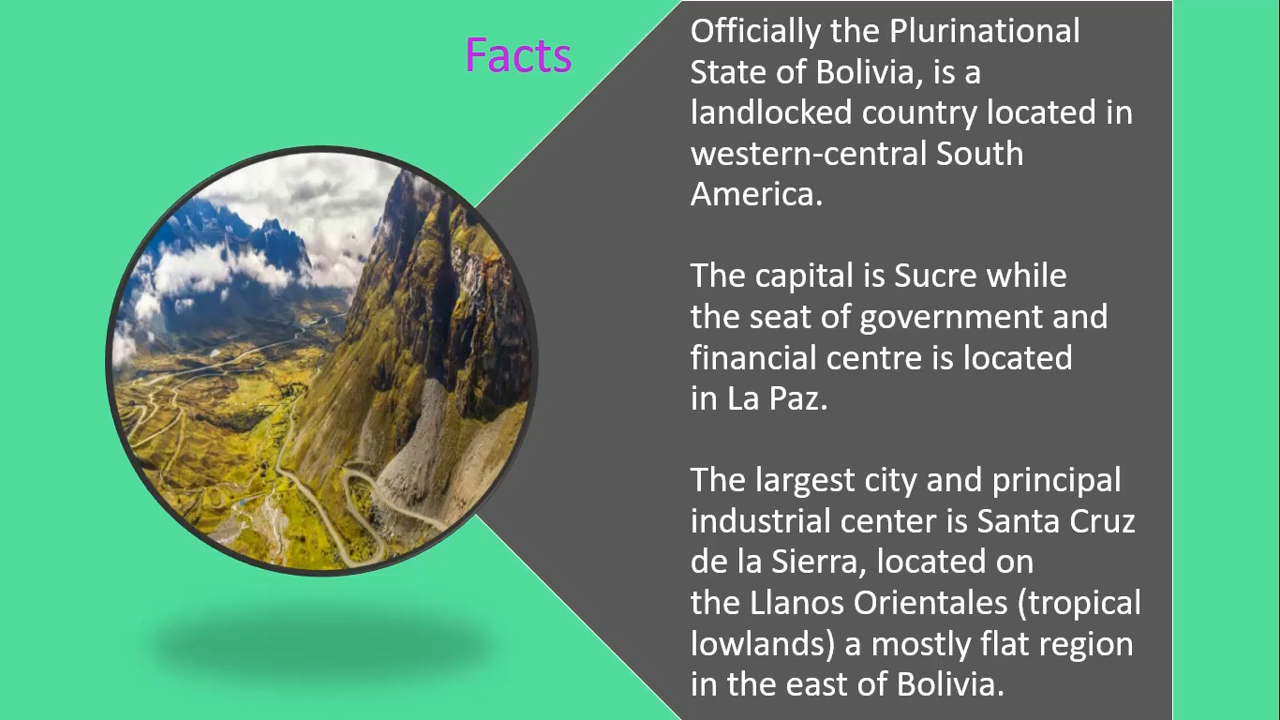 Facts
Officially the Plurinational
State of Bolivia, is a
landlocked country located in
western-central South
America.
The capital is Sucre while
the seat of government and
financial centre is located
in La Paz.
The largest city and principal
industrial center is Santa Cruz
de la Sierra, located on
the Llanos Orientales (tropical
lowlands) a mostly flat region
in the east of Bolivia.